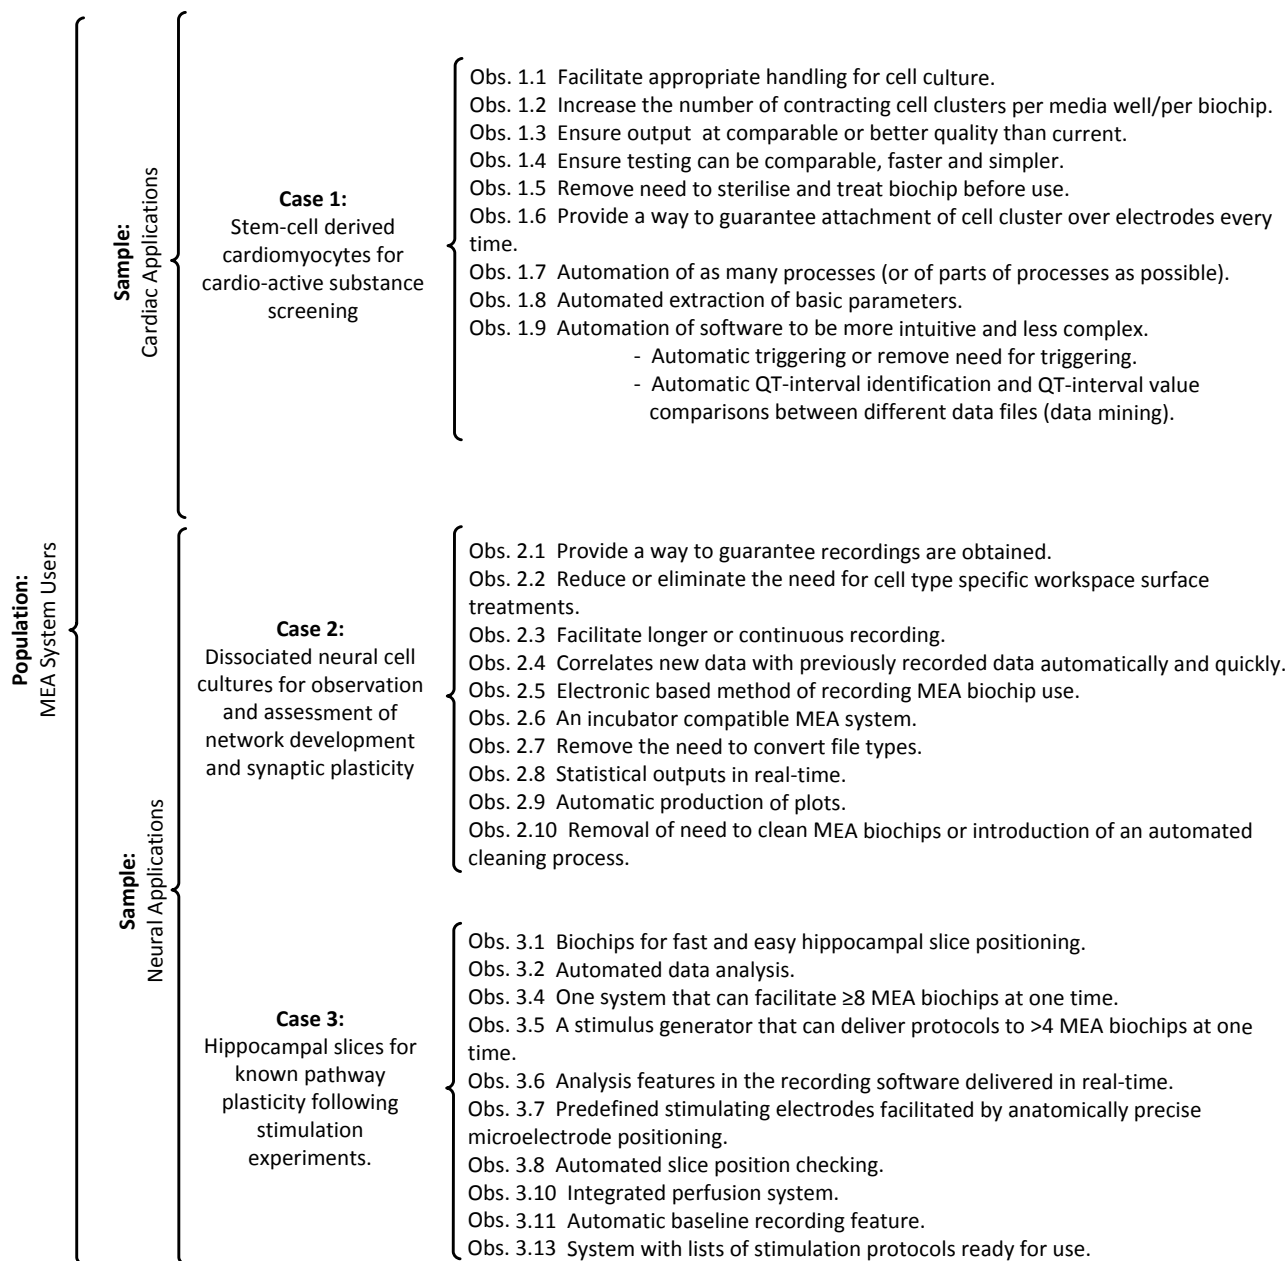 Population:
MEA System Users
Sample:
Cardiac Applications
Case 1:
Stem-cell derived
cardiomyocytes for
cardio-active substance
screening
Obs. 1.1 Facilitate appropriate handling for cell culture.
Obs. 1.2 Increase the number of contracting cell clusters per media well/per biochip.
Obs. 1.3 Ensure output at comparable or better quality than current.
Obs. 1.4 Ensure testing can be comparable, faster and simpler.
Obs. 1.5 Remove need to sterilise and treat biochip before use.
Obs. 1.6 Provide a way to guarantee attachment of cell cluster over electrodes every
time.
Obs. 1.7 Automation of as many processes (or of parts of processes as possible).
Obs. 1.8 Automated extraction of basic parameters.
Obs. 1.9 Automation of software to be more intuitive and less complex.
- Automatic triggering or remove need for triggering.
- Automatic QT-interval identification and QT-interval value
comparisons between different data files (data mining).
Sample:
Neural Applications
Case 2:
Dissociated neural cell
cultures for observation
and assessment of
network development
and synaptic plasticity
Obs. 2.1 Provide a way to guarantee recordings are obtained.
Obs. 2.2 Reduce or eliminate the need for cell type specific workspace surface
treatments.
Obs. 2.3 Facilitate longer or continuous recording.
Obs. 2.4 Correlates new data with previously recorded data automatically and quickly.
Obs. 2.5 Electronic based method of recording MEA biochip use.
Obs. 2.6 An incubator compatible MEA system.
Obs. 2.7 Remove the need to convert file types.
Obs. 2.8 Statistical outputs in real-time.
Obs. 2.9 Automatic production of plots.
Obs. 2.10 Removal of need to clean MEA biochips or introduction of an automated
cleaning process.
Case 3:
Hippocampal slices for
known pathway
plasticity following
stimulation
experiments.
Obs. 3.1 Biochips for fast and easy hippocampal slice positioning.
Obs. 3.2 Automated data analysis.
Obs. 3.4 One system that can facilitate ≥8 MEA biochips at one time.
Obs. 3.5 A stimulus generator that can deliver protocols to >4 MEA biochips at one
time.
Obs. 3.6 Analysis features in the recording software delivered in real-time.
Obs. 3.7 Predefined stimulating electrodes facilitated by anatomically precise
microelectrode positioning.
Obs. 3.8 Automated slice position checking.
Obs. 3.10 Integrated perfusion system.
Obs. 3.11 Automatic baseline recording feature.
Obs. 3.13 System with lists of stimulation protocols ready for use.